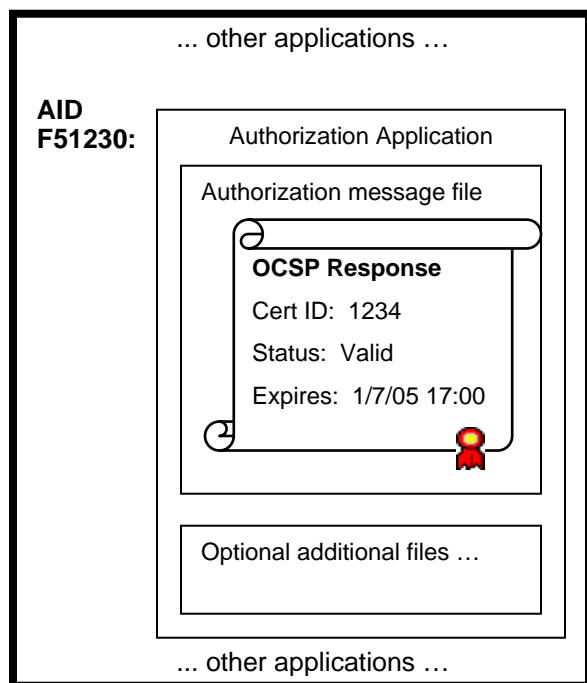 ... other applications …
AID
F51230:
Authorization Application
Authorization message file
OCSP Response
Cert ID: 1234
Status: Valid
Expires: 1/7/05 17:00
Optional additional files …
... other applications …